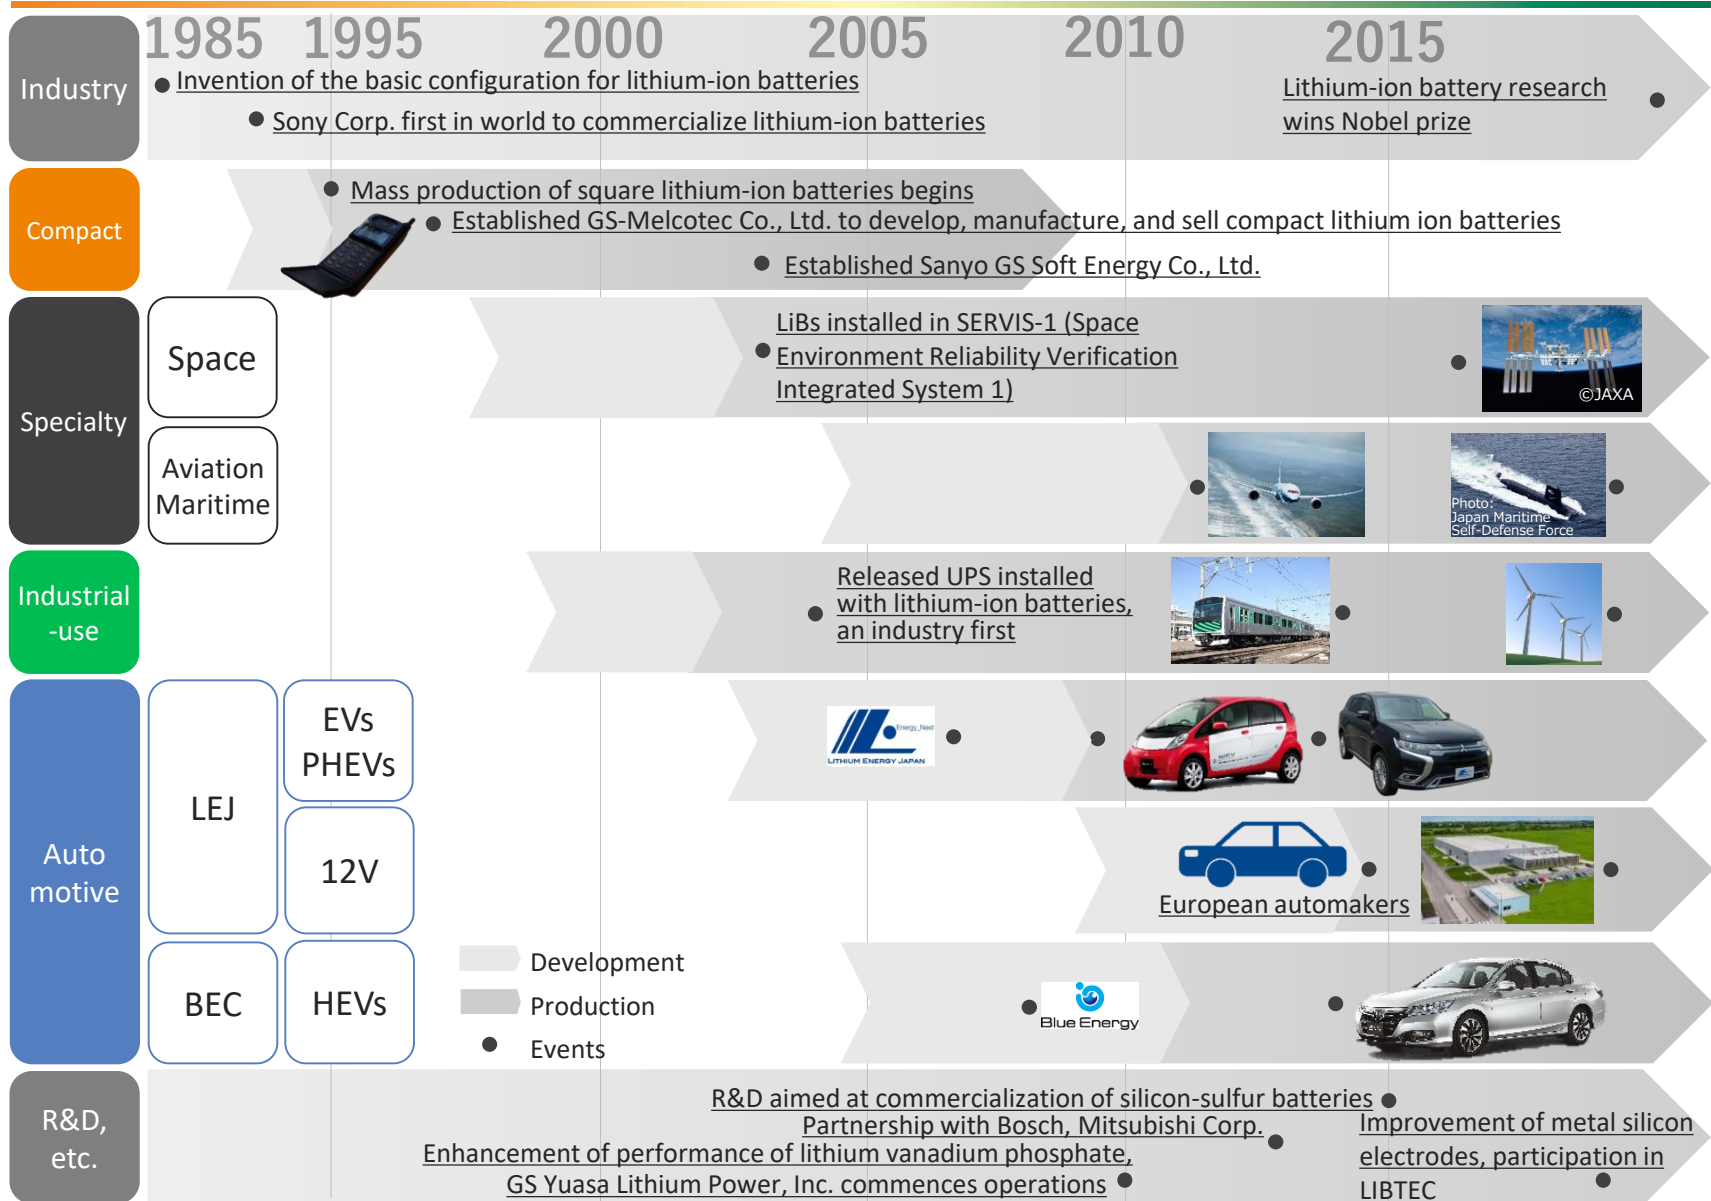 1985 1995 2000 2005 2010 2015
Industry
Invention of the basic configuration for lithium-ion batteries
Sony Corp. first in world to commercialize lithium-ion batteries
Lithium-ion battery research
wins Nobel prize
Compact
Mass production of square lithium-ion batteries begins
Established GS-Melcotec Co., Ltd. to develop, manufacture, and sell compact lithium ion batteries
Established Sanyo GS Soft Energy Co., Ltd.
Specialty
Space
LiBs installed in SERVIS-1 (Space
Environment Reliability Verification
Integrated System 1)
©JAXA
Aviation
Maritime
Photo:
Japan Maritime
Self-Defense Force
Industrial
-use
Released UPS installed
with lithium-ion batteries,
an industry first
Auto
motive
LEJ
EVs
PHEVs
Energy_Next
LITHIUM ENERGY JAPAN
12V
European automakers
BEC
HEVs
Blue Energy
Development
Production
Events
R&D,
etc.
R&D aimed at commercialization of silicon-sulfur batteries
Partnership with Bosch, Mitsubishi Corp.
Enhancement of performance of lithium vanadium phosphate,
GS Yuasa Lithium Power, Inc. commences operations
Improvement of metal silicon
electrodes, participation in
LIBTEC